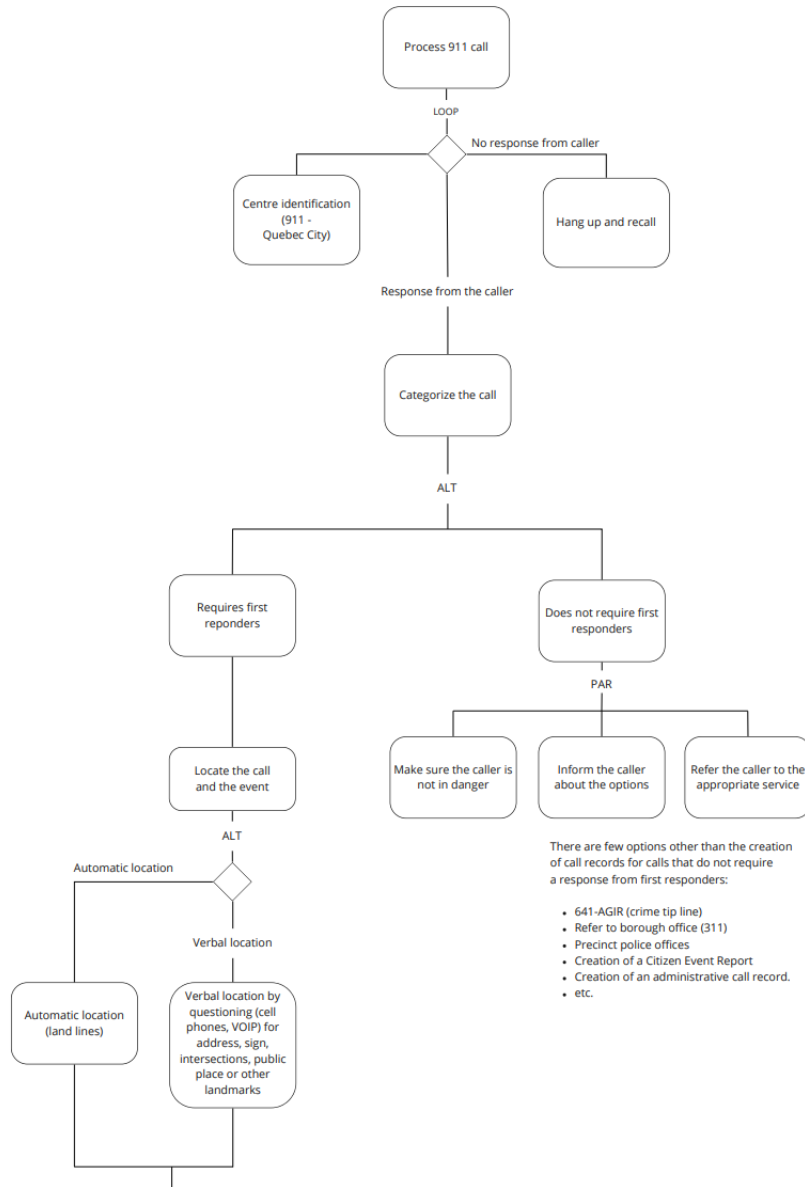 Process 911 call
LOOP
No response from caller
Centre identification
(911 -
Quebec City)
Hang up and recall
Response from the caller
Categorize the call
ALT
Requires first
reponders
Does not require first
responders
PAR
Locate the call
and the event
Make sure the caller is
not in danger
Inform the caller
about the options
Refer the caller to the
appropriate service
ALT
Automatic location
Verbal location
There are few options other than the creation
of call records for calls that do not require
a response from first responders:
• 641-AGIR (crime tip line)
• Refer to borough office (311)
• Precinct police offices
• Creation of a Citizen Event Report
• Creation of an administrative call record.
• etc.
Automatic location
(land lines)
Verbal location by
questioning (cell
phones, VOIP) for
address, sign,
intersections, public
place or other
landmarks